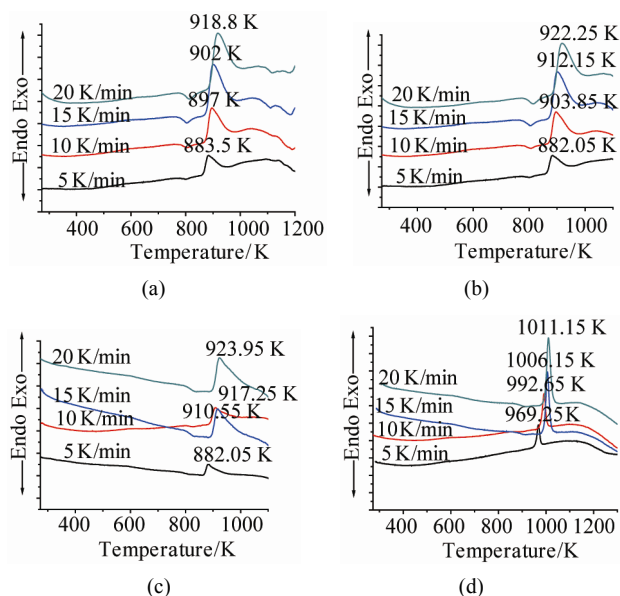 918.8 K
902 K
20 K/min
897 K
15 K/min
10 K/min
883.5 K
5 K/min
Endo Exo
400 600 800 1000 1200
Temperature/K
(a)
922.25 K
912.15 K
20 K/min
903.85 K
15 K/min
10 K/min
882.05 K
5 K/min
Endo Exo
400 600 800 1000
Temperature/K
(b)
20 K/min
923.95 K
15 K/min
917.25 K
10 K/min
910.55 K
5 K/min
882.05 K
Endo Exo
400 600 800 1000
Temperature/K
(c)
1011.15 K
1006.15 K
20 K/min
992.65 K
15 K/min
969.25 K
10K/min
5 K/min
Endo Exo
400 600 800 1000 1200
Temperature/K
(d)